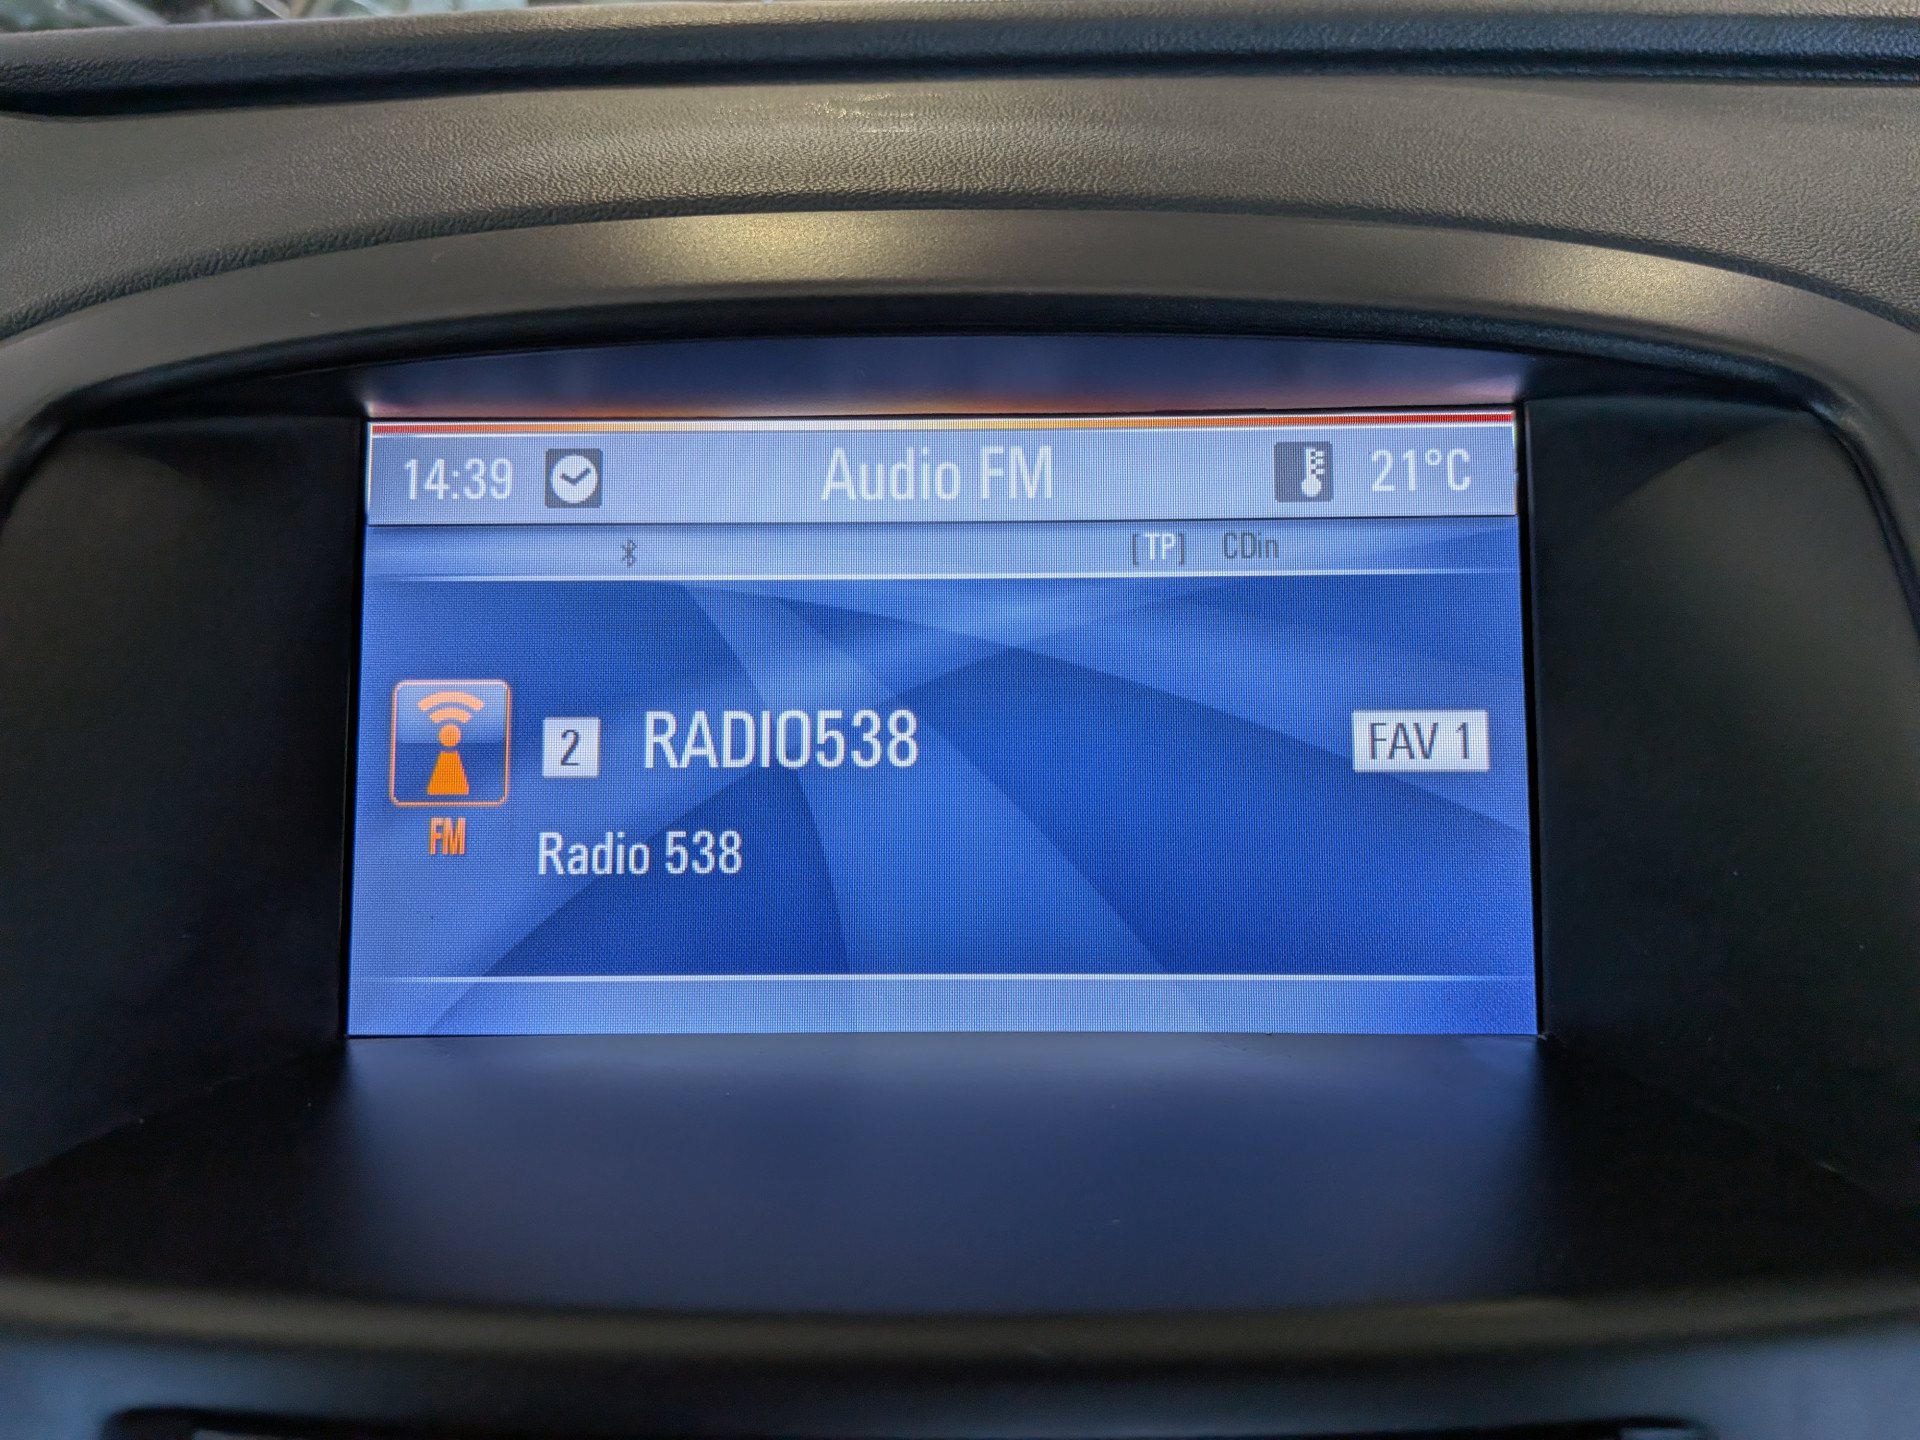 14:39 Audio FM 21°C
[TP] CDin
2 RADIO538 FAV 1
FM
Radio 538